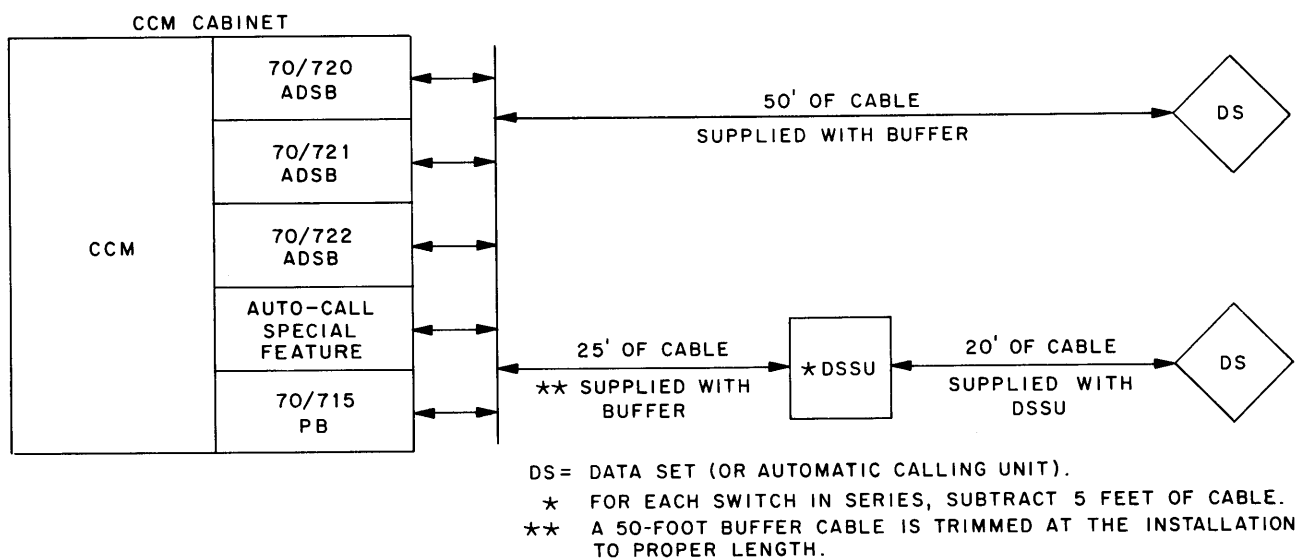 CCM CABINET
CCM
70/720
ADSB
70/721
ADSB
70/722
ADSB
AUTO-CALL
SPECIAL
FEATURE
70/715
PB
50' OF CABLE
SUPPLIED WITH BUFFER
DS
25' OF CABLE
** SUPPLIED WITH
BUFFER
* DSSU
20' OF CABLE
SUPPLIED WITH
DSSU
DS
DS= DATA SET (OR AUTOMATIC CALLING UNIT).
* FOR EACH SWITCH IN SERIES, SUBTRACT 5 FEET OF CABLE.
** A 50-FOOT BUFFER CABLE IS TRIMMED AT THE INSTALLATION
TO PROPER LENGTH.